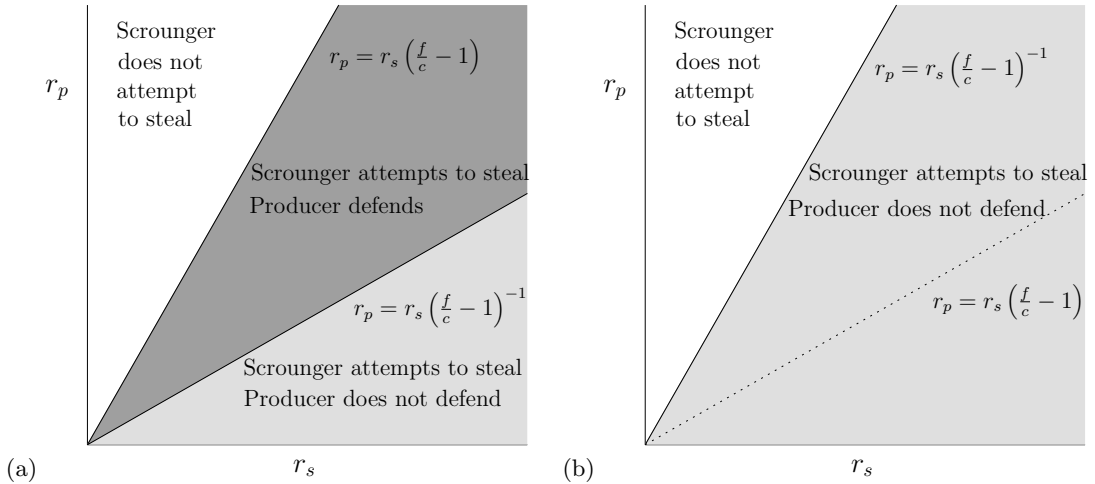 Scrounger
does not
attempt
to steal
r_p
r_p = r_s (f/c − 1)
Scrounger attempts to steal
Producer defends
r_p = r_s (f/c − 1)^−1
Scrounger attempts to steal
Producer does not defend
(a)
r_s
Scrounger
does not
attempt
to steal
r_p
r_p = r_s (f/c − 1)^−1
Scrounger attempts to steal
Producer does not defend
r_p = r_s (f/c − 1)
(b)
r_s